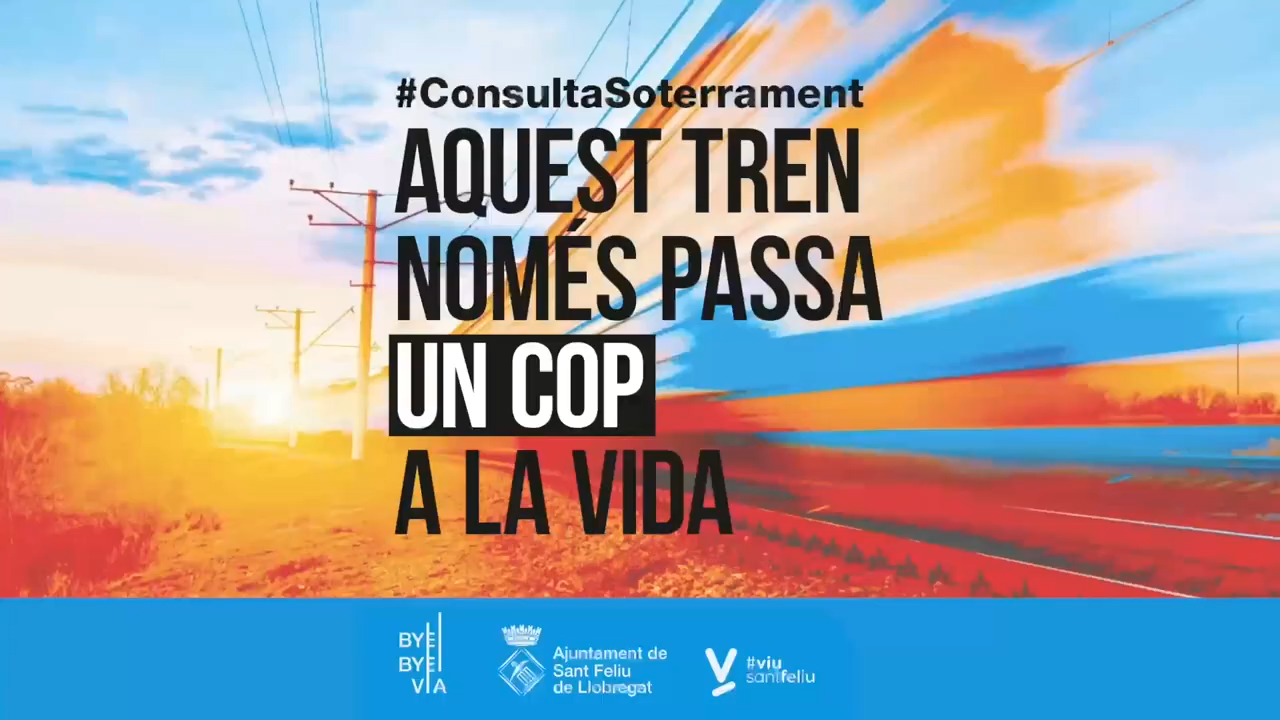 #ConsultaSoterrament
AQUEST TREN
NOMÉS PASSA
UN COP
A LA VIDA
BYE
BYE
VIA
Ajuntament de
Sant Feliu
de Llobregat
#viu
santfeliu